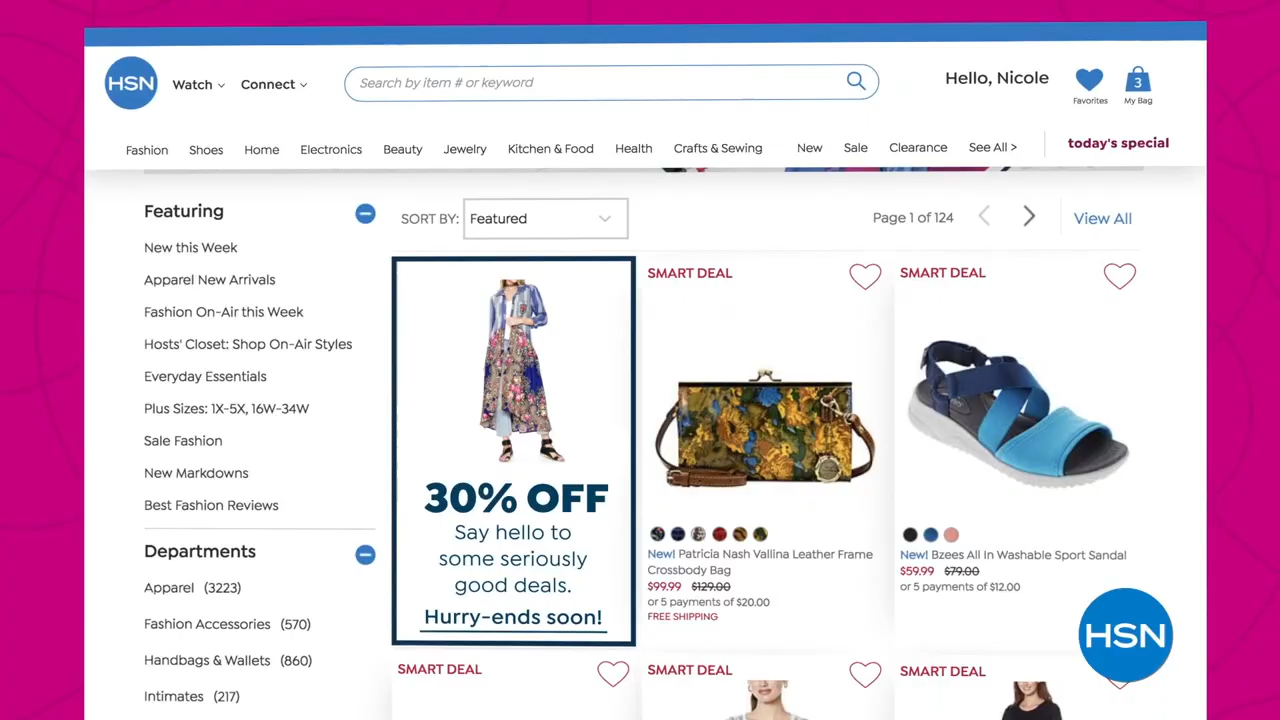 HSN
Watch
Connect
Search by item # or keyword
Hello, Nicole
Favorites
3
My Bag
Fashion
Shoes
Home
Electronics
Beauty
Jewelry
Kitchen & Food
Health
Crafts & Sewing
New
Sale
Clearance
See All >
today's special
Featuring
New this Week
Apparel New Arrivals
Fashion On-Air this Week
Hosts' Closet: Shop On-Air Styles
Everyday Essentials
Plus Sizes: 1X-5X, 16W-34W
Sale Fashion
New Markdowns
Best Fashion Reviews
Departments
Apparel (3223)
Fashion Accessories (570)
Handbags & Wallets (860)
Intimates (217)
SORT BY: Featured
Page 1 of 124
View All
30% OFF
Say hello to
some seriously
good deals.
Hurry-ends soon!
SMART DEAL
New! Patricia Nash Vallina Leather Frame
Crossbody Bag
$99.99 $129.00
or 5 payments of $20.00
FREE SHIPPING
SMART DEAL
New! Bzees All In Washable Sport Sandal
$59.99 $79.00
or 5 payments of $12.00
HSN
SMART DEAL
SMART DEAL
SMART DEAL